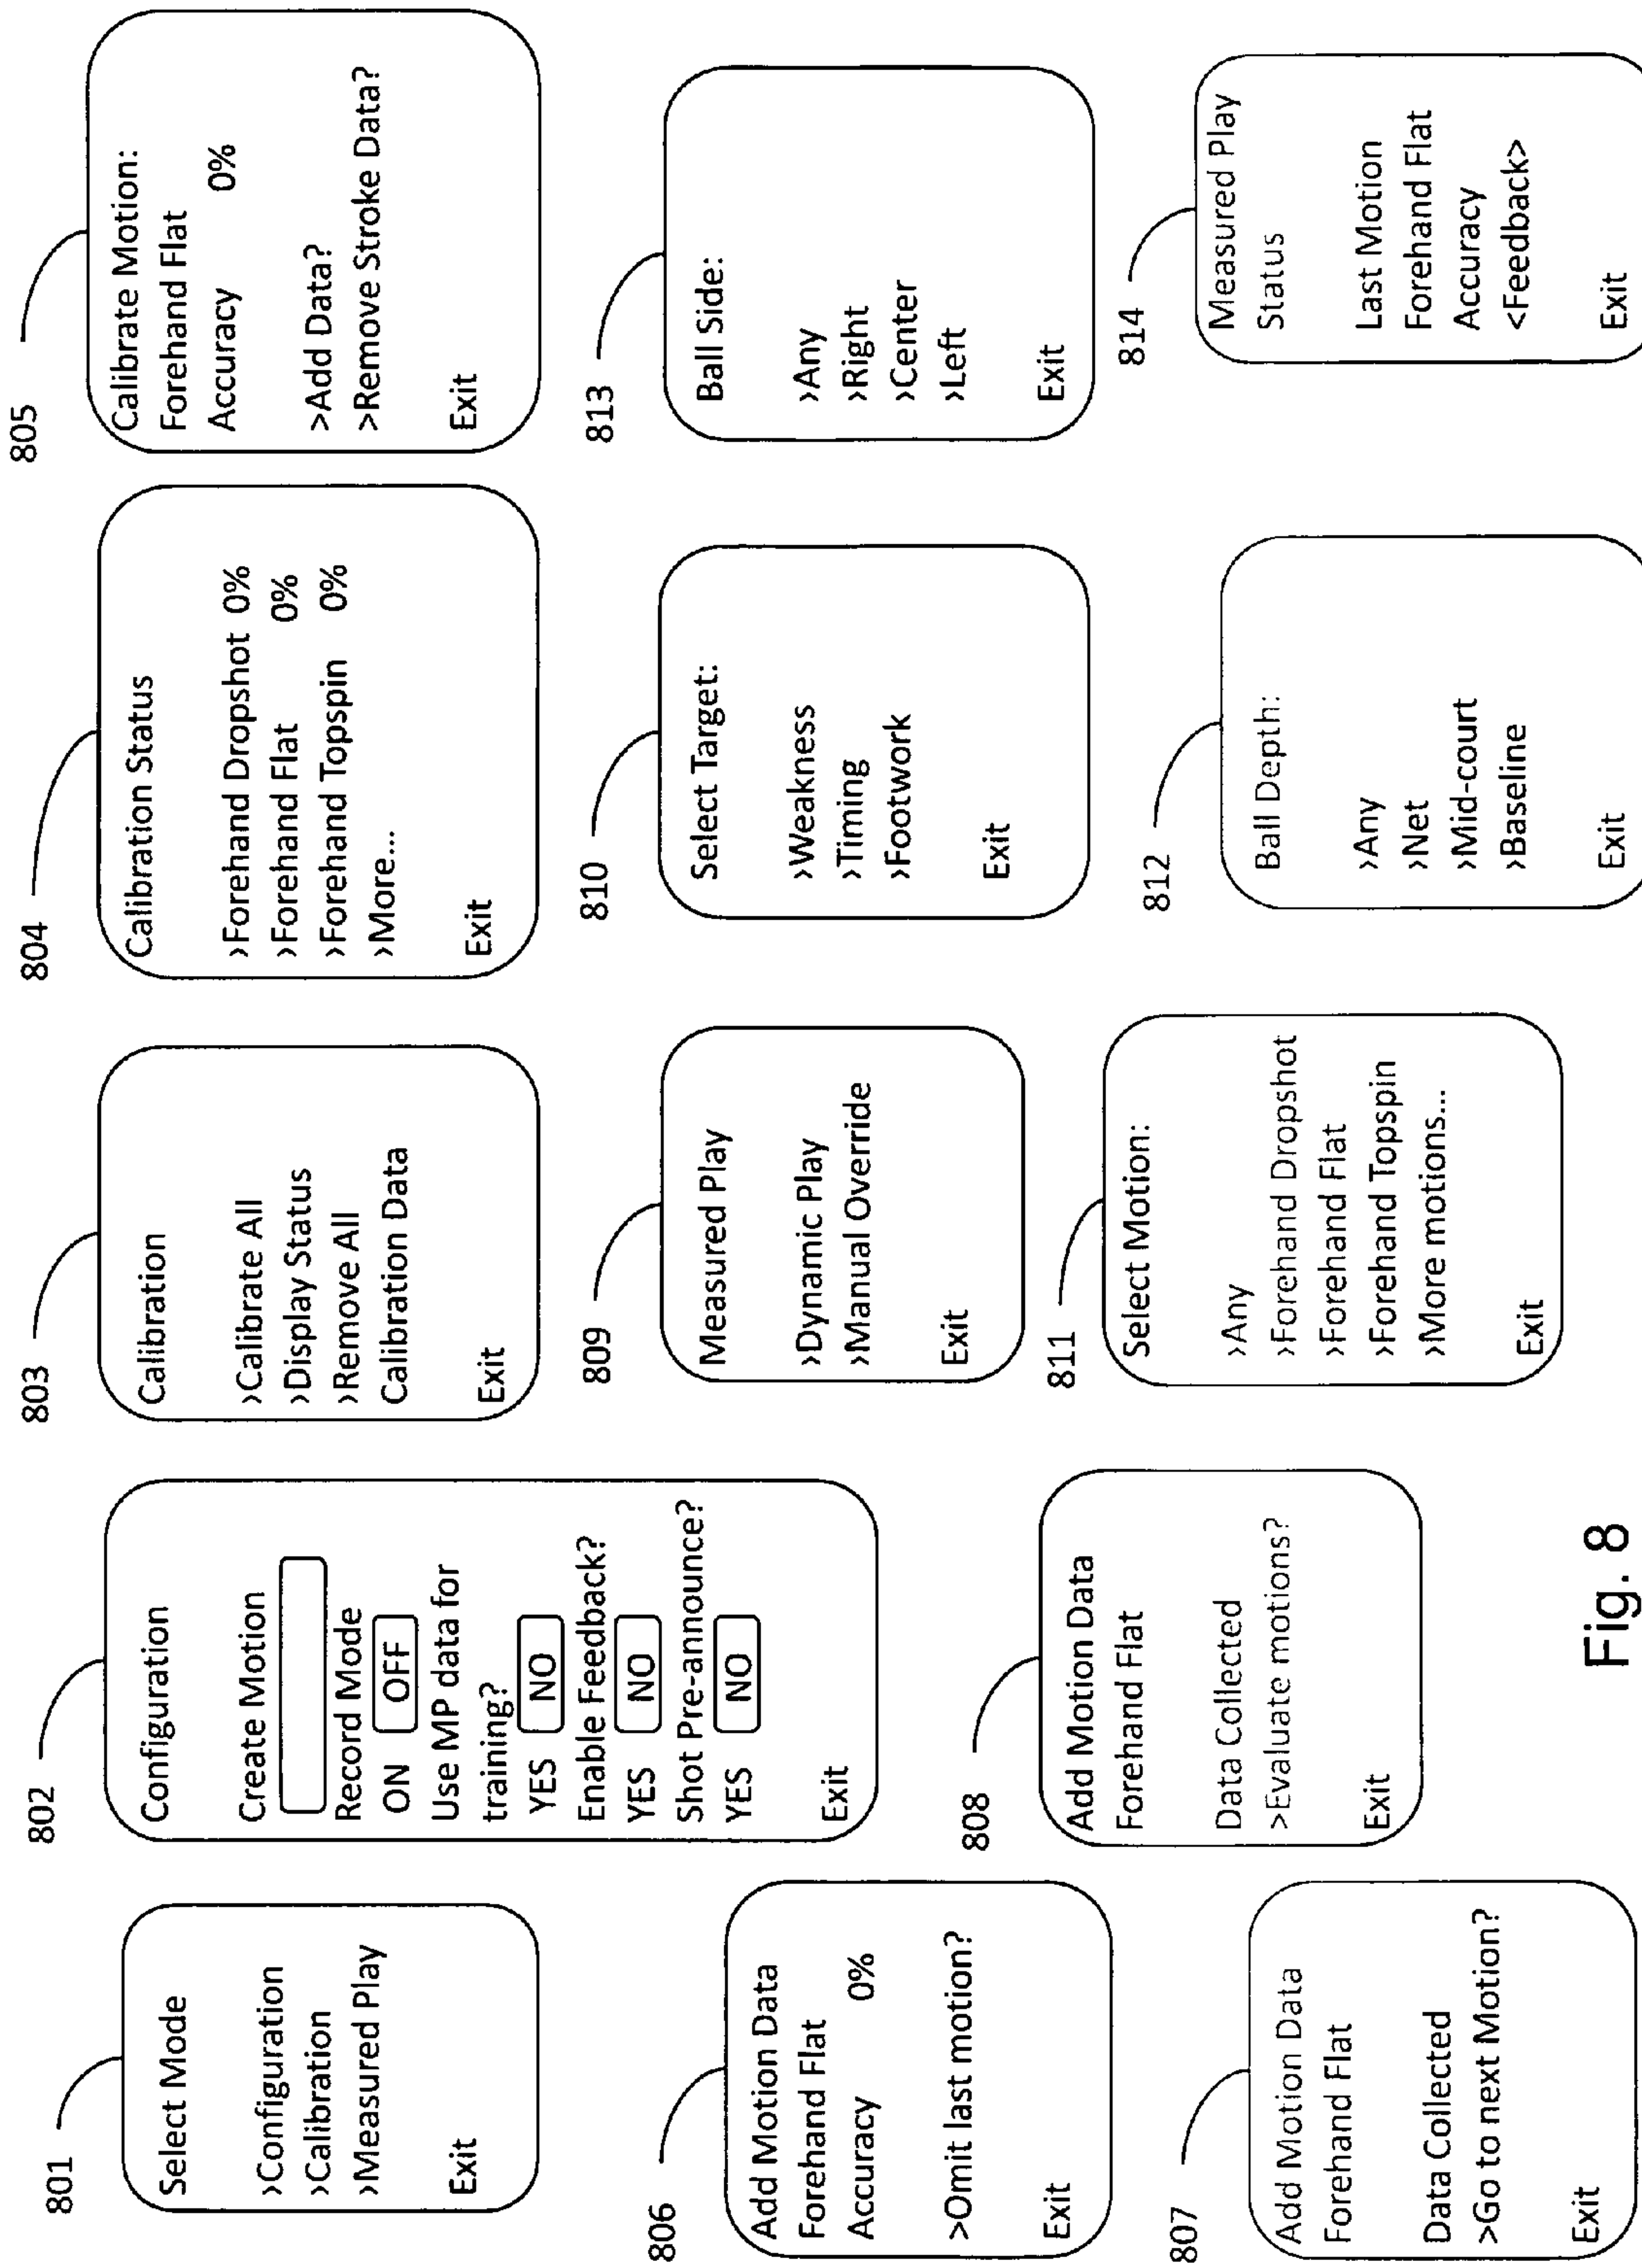 801
Select Mode
›Configuration
›Calibration
›Measured Play
Exit
802
Configuration
Create Motion
Record Mode
ON OFF
Use MP data for
training?
YES NO
Enable Feedback?
YES NO
Shot Pre-announce?
YES NO
Exit
803
Calibration
›Calibrate All
›Display Status
›Remove All
Calibration Data
Exit
804
Calibration Status
›Forehand Dropshot 0%
›Forehand Flat 0%
›Forehand Topspin 0%
›More...
Exit
805
Calibrate Motion:
Forehand Flat
Accuracy 0%
>Add Data?
>Remove Stroke Data?
Exit
806
Add Motion Data
Forehand Flat
Accuracy 0%
>Omit last motion?
Exit
807
Add Motion Data
Forehand Flat
Data Collected
>Go to next Motion?
Exit
808
Add Motion Data
Forehand Flat
Data Collected
>Evaluate motions?
Exit
809
Measured Play
›Dynamic Play
›Manual Override
Exit
810
Select Target:
›Weakness
›Timing
›Footwork
Exit
811
Select Motion:
›Any
›Forehand Dropshot
›Forehand Flat
›Forehand Topspin
›More motions...
Exit
812
Ball Depth:
›Any
›Net
›Mid-court
›Baseline
Exit
813
Ball Side:
›Any
›Right
›Center
›Left
Exit
814
Measured Play
Status
Last Motion
Forehand Flat
Accuracy
<Feedback>
Exit
Fig. 8